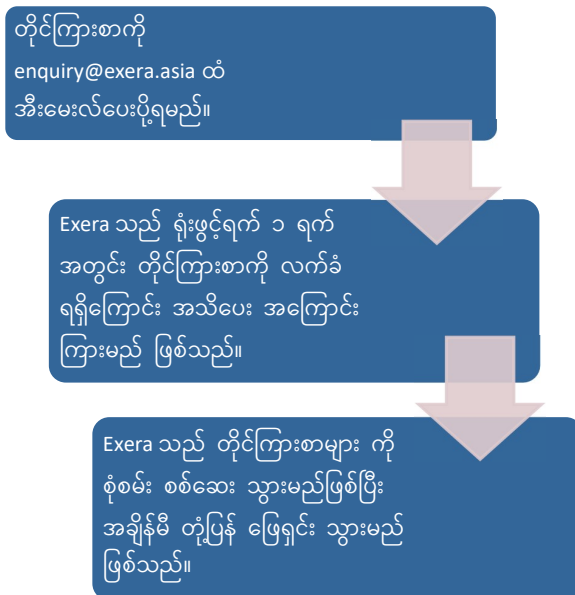 တိုင်ကြားစာကို
enquiry@exera.asia ထံ
အီးမေးလ်ပေးပို့ရမည်။
Exera သည် ရုံးဖွင့်ရက် ၁ ရက်
အတွင်း တိုင်ကြားစာကို လက်ခံ
ရရှိကြောင်း အသိပေး အကြောင်း
ကြားမည် ဖြစ်သည်။
Exera သည် တိုင်ကြားစာများ ကို
စုံစမ်း စစ်ဆေး သွားမည်ဖြစ်ပြီး
အချိန်မီ တုံ့ပြန် ဖြေရှင်း သွားမည်
ဖြစ်သည်။